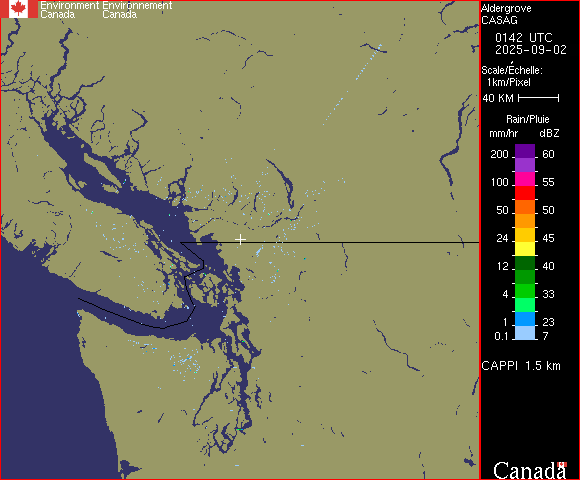 Environment Environnement
Canada Canada
Aldergrove
CASAG
0142 UTC
2025-09-02
Scale/Échelle:
1km/Pixel
40 KM
Rain/Pluie
mm/hr dBZ
200 60
100 55
50 50
24 45
12 40
4 33
1 23
0.1 7
CAPPI 1.5 km
Canada